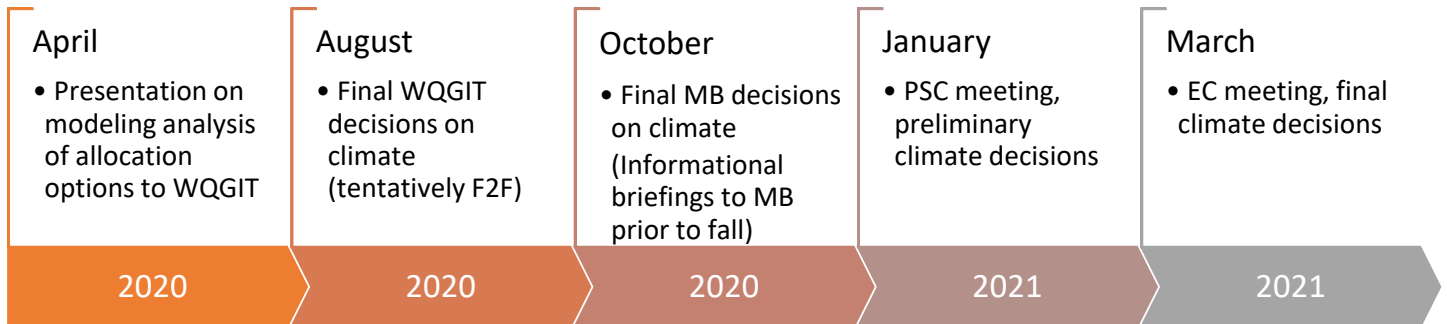 April
• Presentation on
modeling analysis
of allocation
options to WQGIT
August
• Final WQGIT
decisions on
climate
(tentatively F2F)
October
• Final MB decisions
on climate
(Informational
briefings to MB
prior to fall)
January
• PSC meeting,
preliminary
climate decisions
March
• EC meeting, final
climate decisions
2020
2020
2020
2021
2021